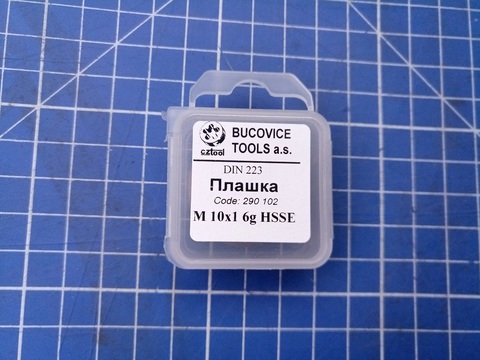 cztool
BUCOVICE
TOOLS a.s.
DIN 223
Плашка
Code: 290 102
M 10x1 6g HSSE